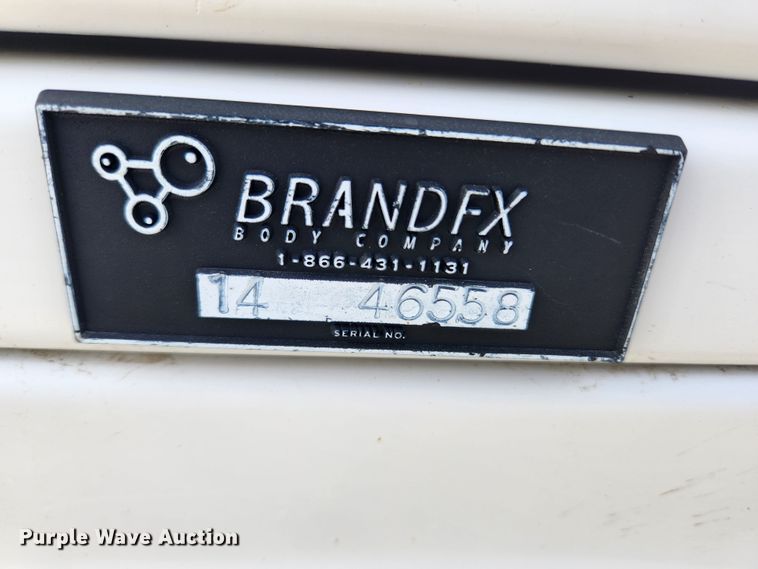 BRANDFX
BODY COMPANY
1-866-431-1131
14 46558
SERIAL NO.
Purple Wave Auction